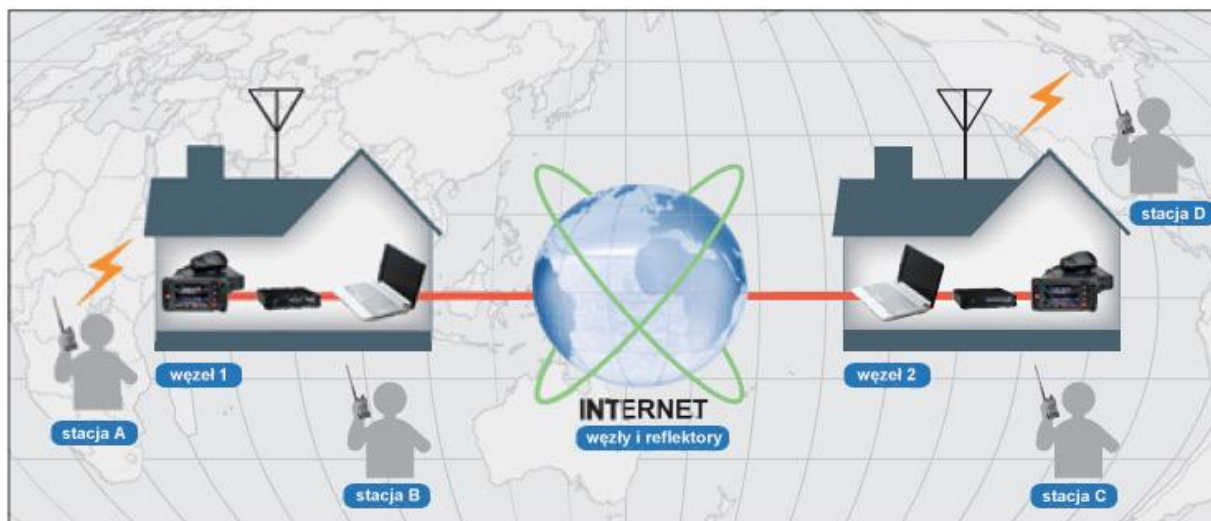 stacja D
węzeł 1
węzeł 2
INTERNET
węzły i reflektory
stacja A
stacja B
stacja C